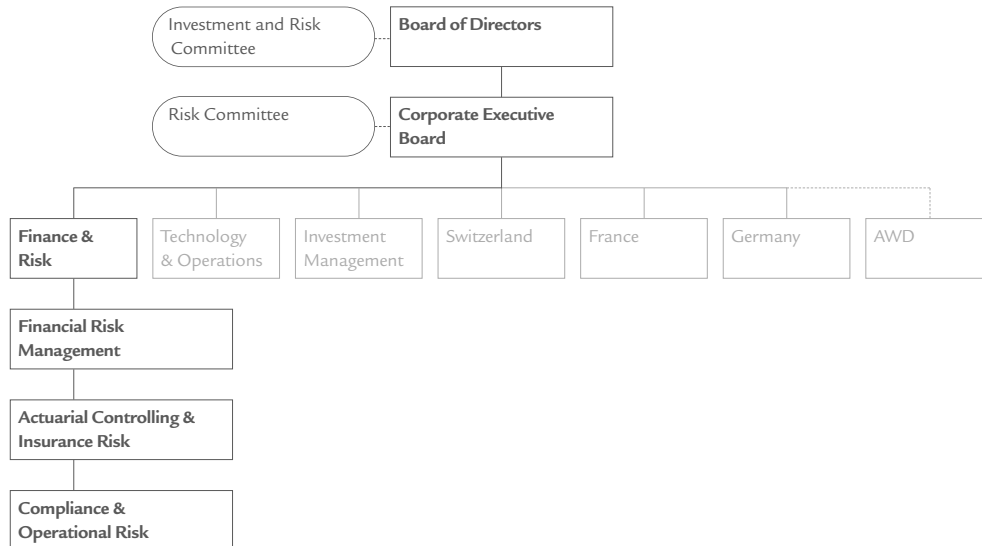 Investment and Risk
Committee
Board of Directors
Risk Committee
Corporate Executive
Board
Finance &
Risk
Technology
& Operations
Investment
Management
Switzerland
France
Germany
AWD
Financial Risk
Management
Actuarial Controlling &
Insurance Risk
Compliance &
Operational Risk